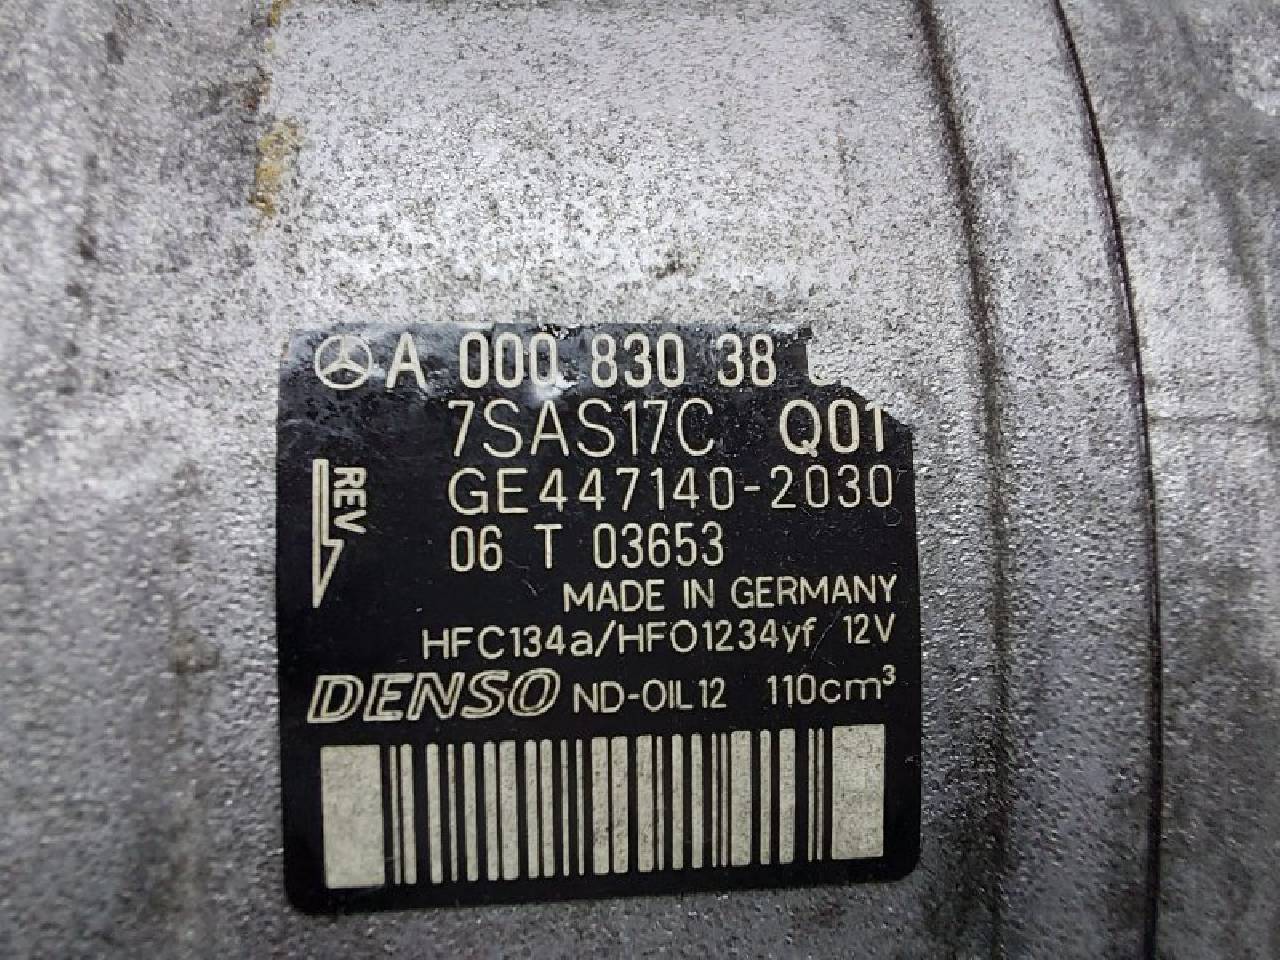 A 000 830 38
7SAS17C Q01
REV
GE447140-2030
06 T 03653
MADE IN GERMANY
HFC134a/HFO1234yf 12V
DENSO ND-OIL12 110cm³